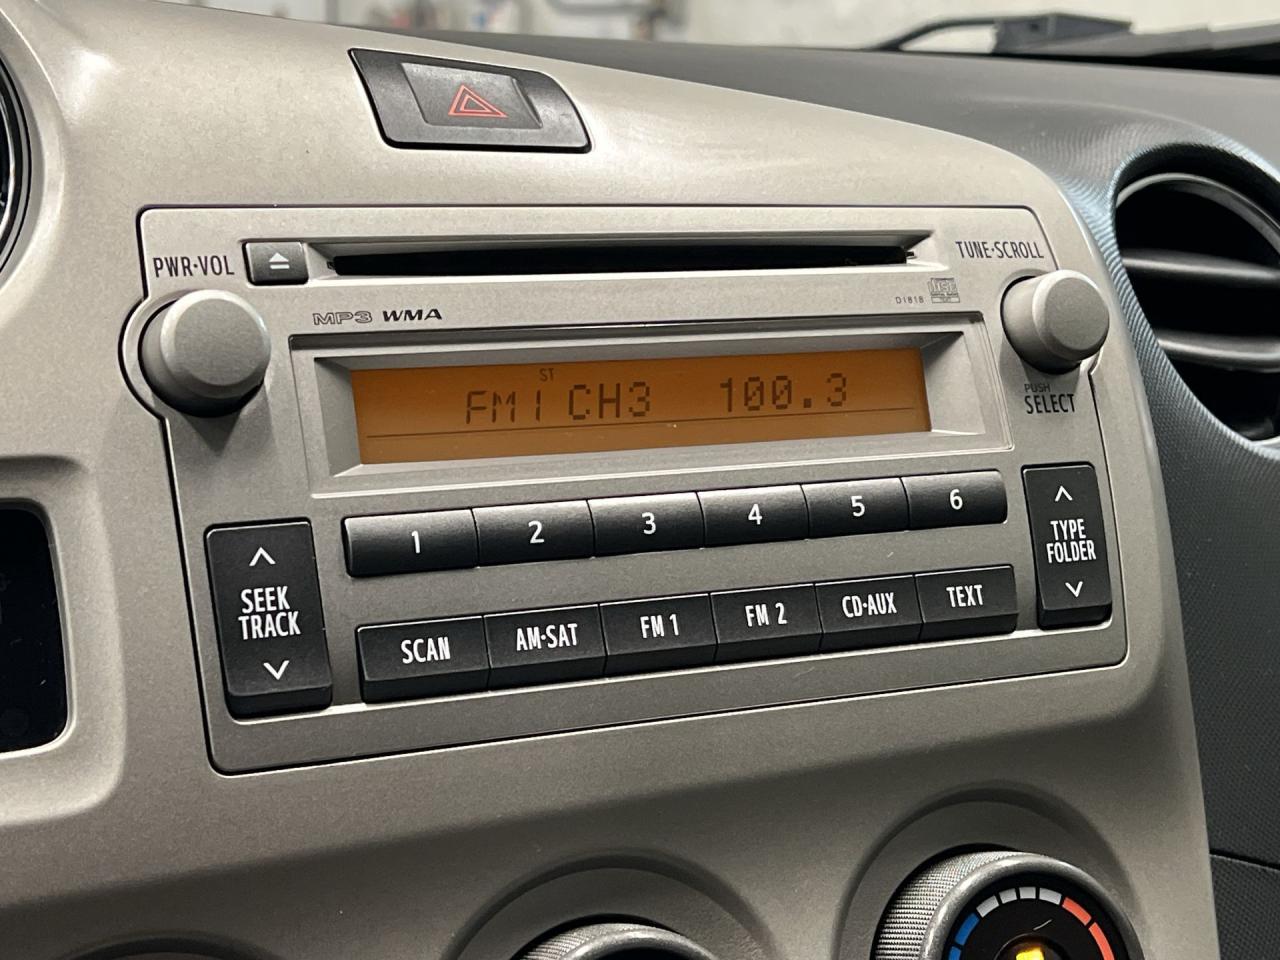 PWR·VOL
TUNE·SCROLL
MP3 WMA
D1818
TEXT
ST
FM1 CH3 100.3
PUSH
SELECT
1 2 3 4 5 6
SEEK
TRACK
TYPE
FOLDER
SCAN AM·SAT FM 1 FM 2 CD·AUX TEXT